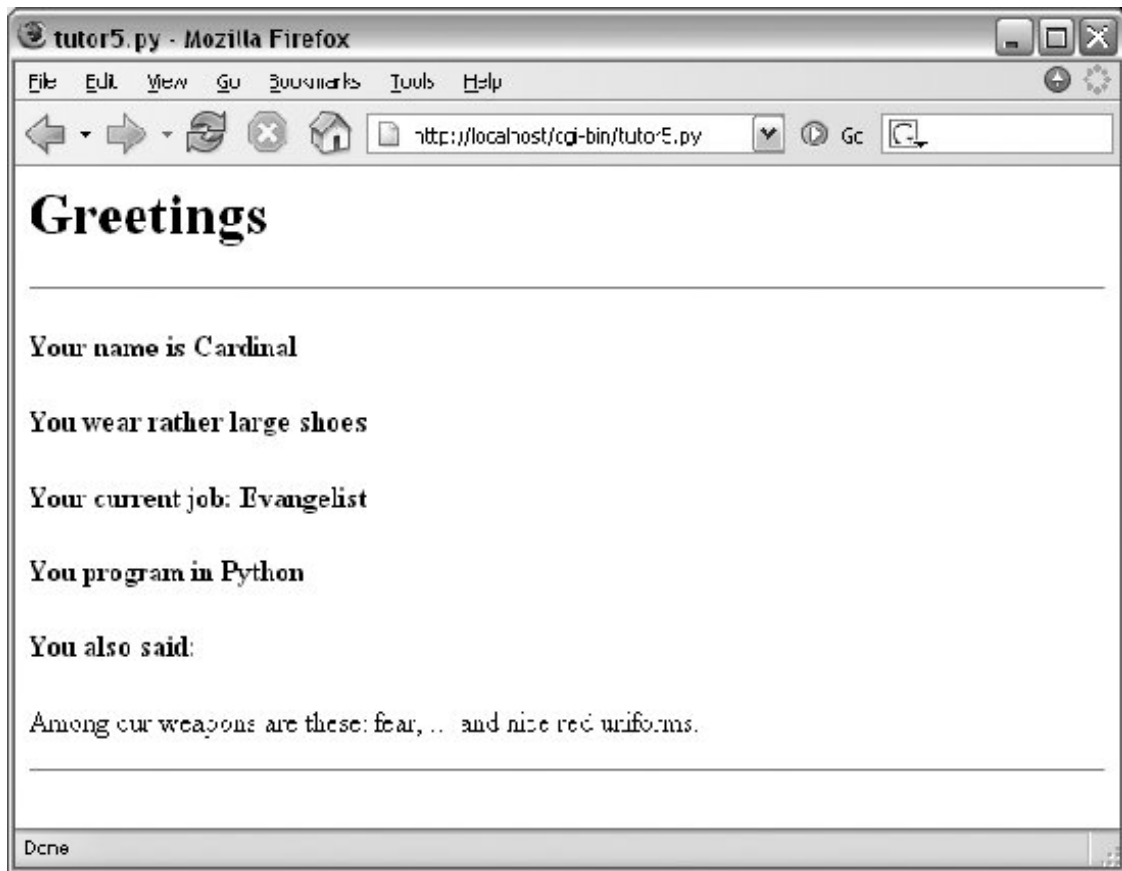 tutor5.py - Mozilla Firefox
File Edit View Go Bookmarks Tools Help
http://localhost/cgi-bin/tutor5.py Go
Greetings
Your name is Cardinal
You wear rather large shoes
Your current job: Evangelist
You program in Python
You also said:
Among our weapons are these: fear, ... and nice red uniforms.
Done